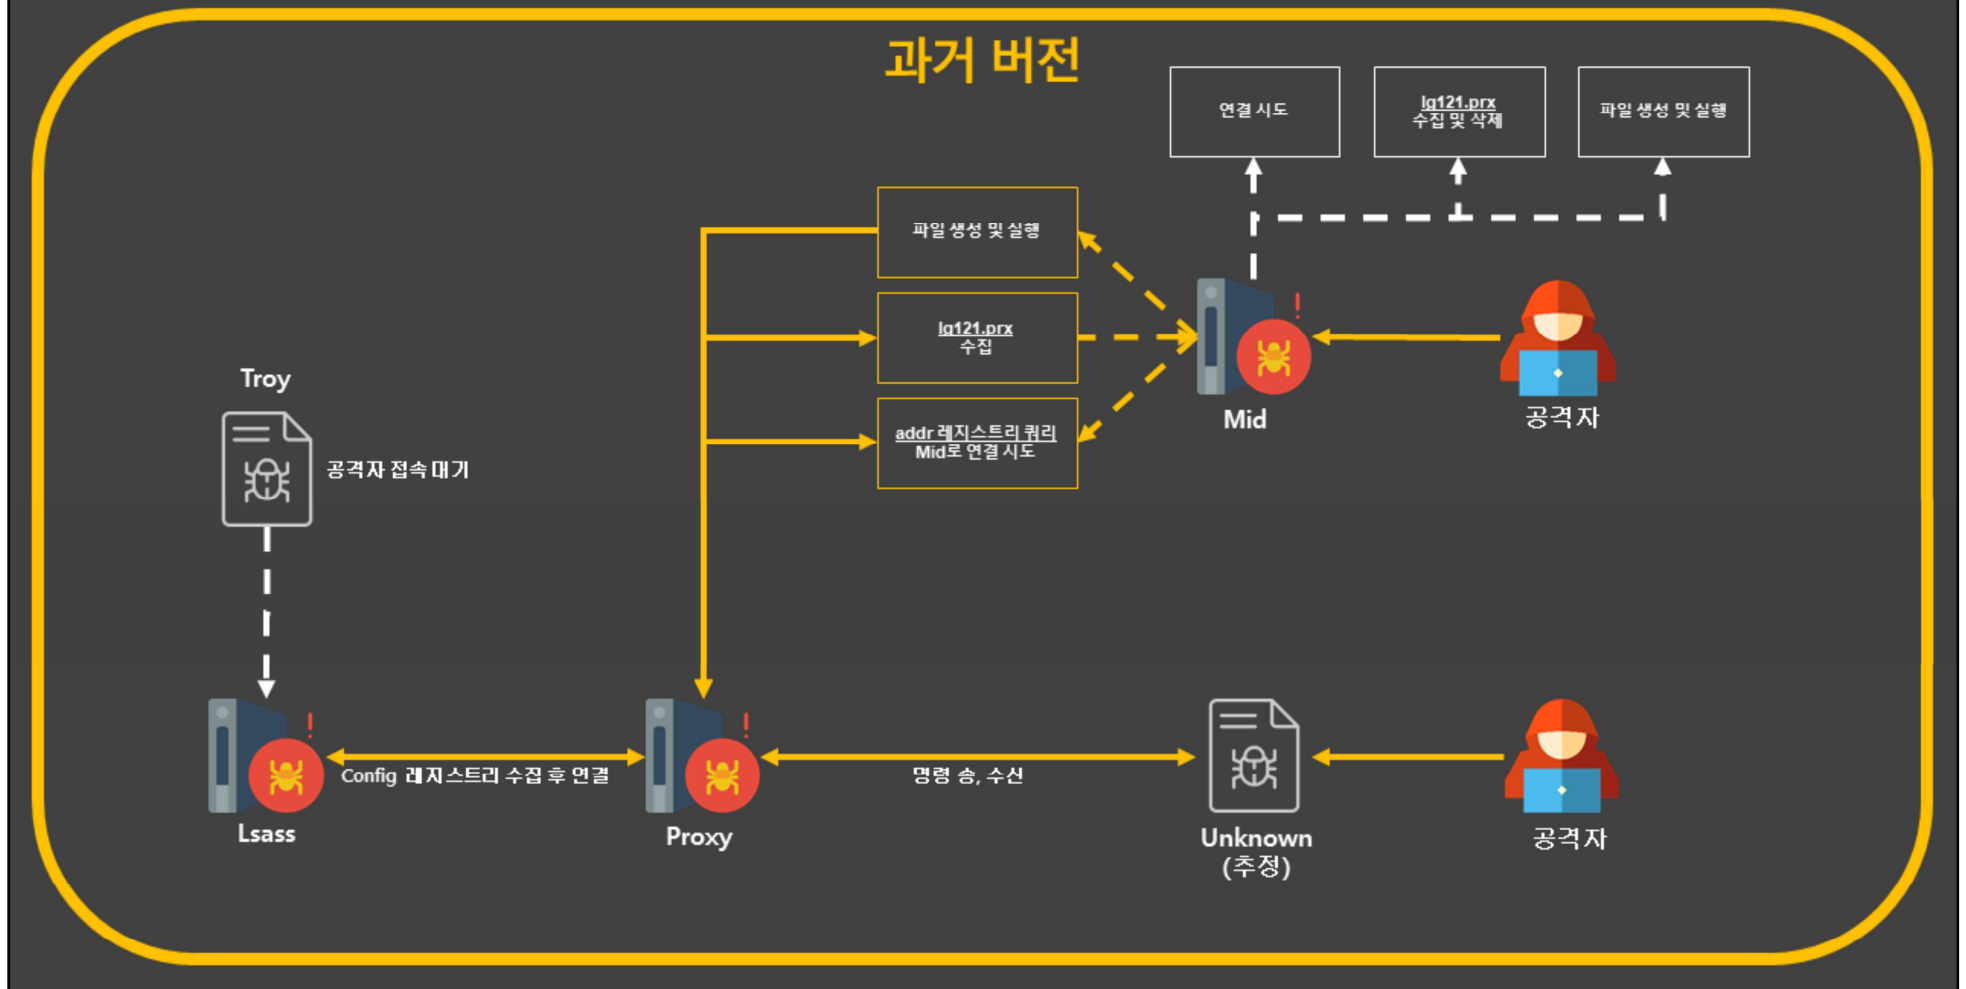 과거 버전
연결 시도
lg121.prx
수집 및 삭제
파일 생성 및 실행
파일 생성 및 실행
lg121.prx
수집
addr 레지스트리 쿼리
Mid로 연결 시도
Mid
공격자
Troy
공격자 접속 대기
Lsass
Config 레지스트리 수집 후 연결
Proxy
명령 송, 수신
Unknown
(추정)
공격자